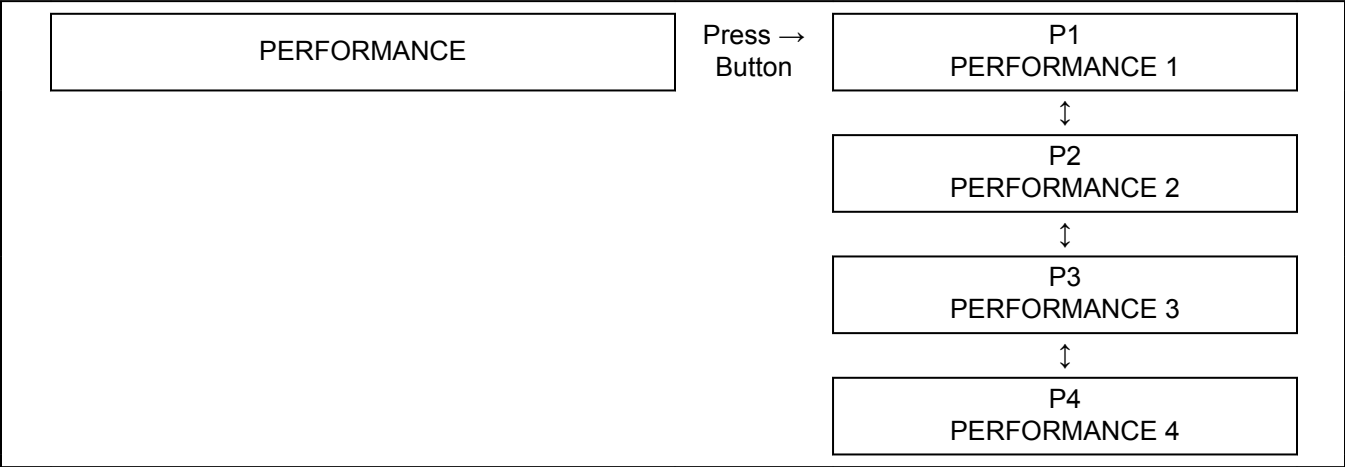 PERFORMANCE
Press →
Button
P1
PERFORMANCE 1
↕
P2
PERFORMANCE 2
↕
P3
PERFORMANCE 3
↕
P4
PERFORMANCE 4